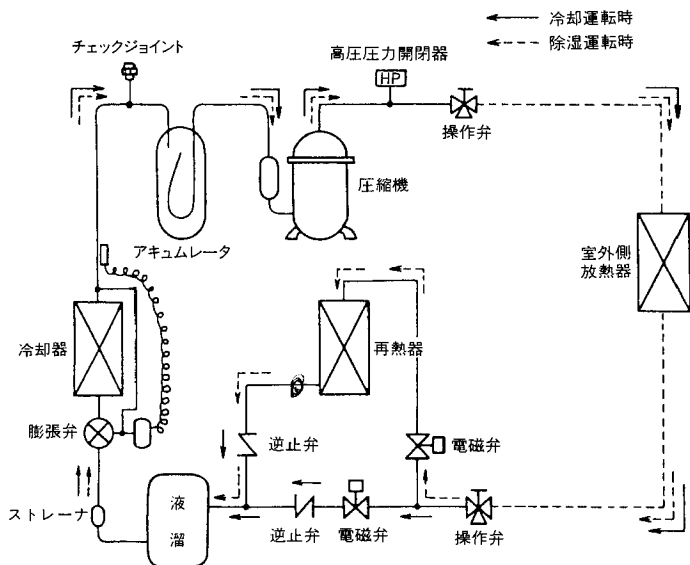 冷却運転時
除湿運転時
チェックジョイント
高圧圧力開閉器
HP
操作弁
圧縮機
アキュムレータ
室外側
放熱器
冷却器
再熱器
膨張弁
逆止弁
電磁弁
ストレーナ
液
溜
逆止弁
電磁弁
操作弁